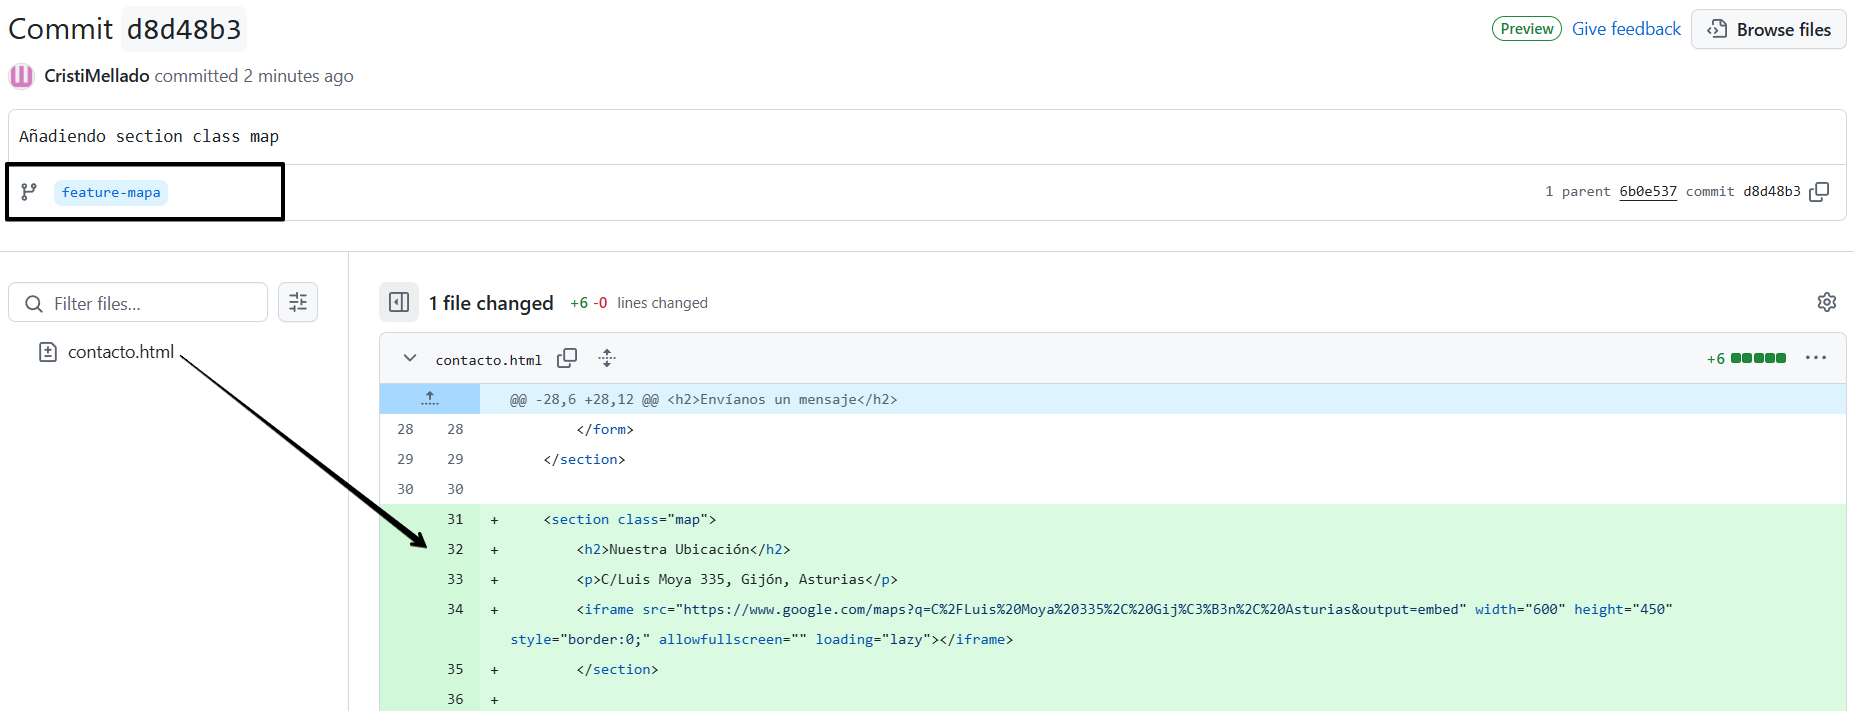 Commit d8d48b3
Preview Give feedback Browse files
CristiMellado committed 2 minutes ago
Añadiendo section class map
feature-mapa
1 parent 6b0e537 commit d8d48b3
Filter files...
contacto.html
1 file changed +6 -0 lines changed
contacto.html
+6
@@ -28,6 +28,12 @@ <h2>Envíanos un mensaje</h2>
28 28 </form>
29 29 </section>
30 30
31 + <section class="map">
32 + <h2>Nuestra Ubicación</h2>
33 + <p>C/Luis Moya 335, Gijón, Asturias</p>
34 + <iframe src="https://www.google.com/maps?q=C%2FLuis%20Moya%20335%2C%20Gij%C3%B3n%2C%20Asturias&output=embed" width="600" height="450"
style="border:0;" allowfullscreen="" loading="lazy"></iframe>
35 + </section>
36 +